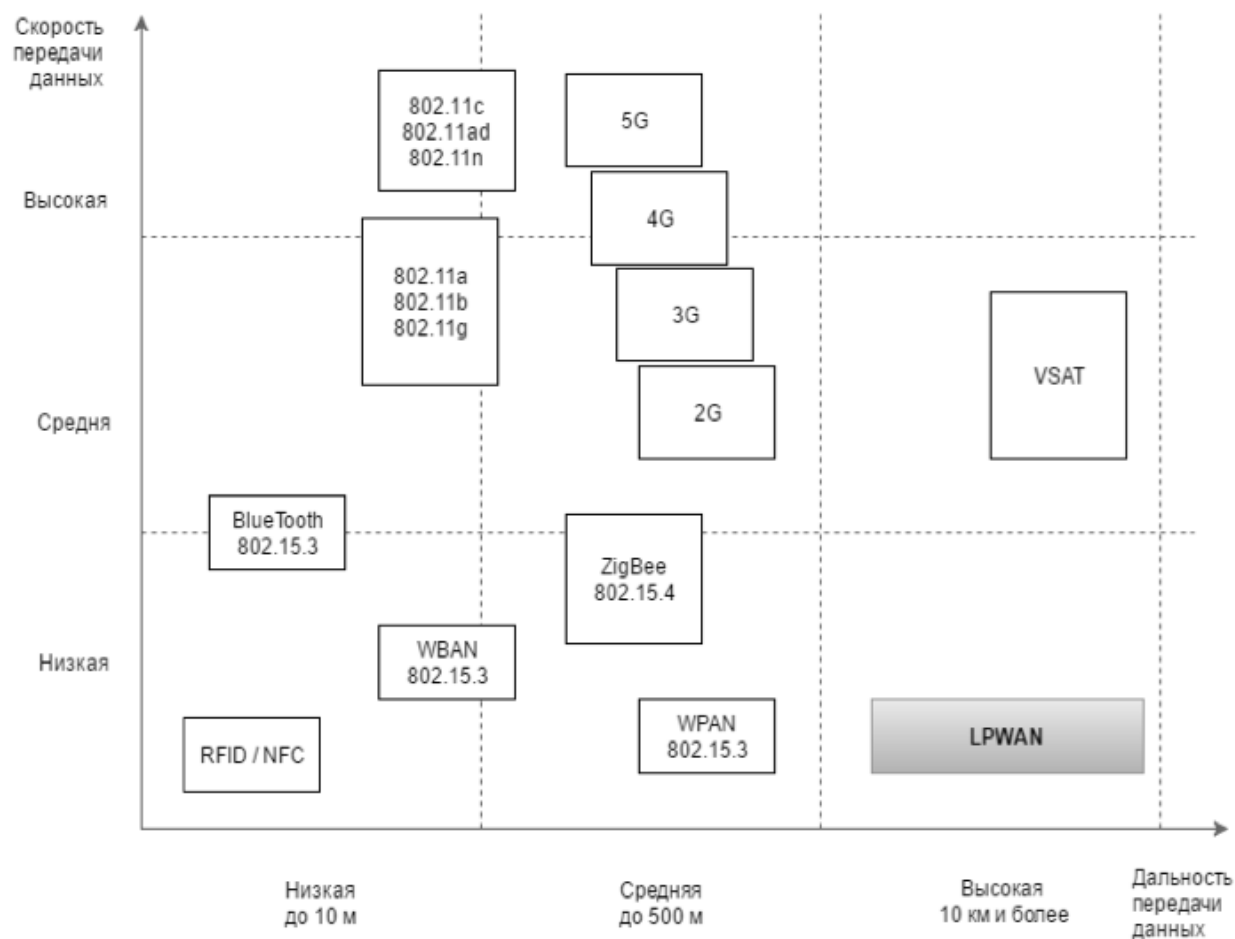 Скорость
передачи
данных
802.11c
802.11ad
802.11n
5G
Высокая
4G
802.11a
802.11b
802.11g
3G
VSAT
Средня
2G
BlueTooth
802.15.3
ZigBee
802.15.4
Низкая
WBAN
802.15.3
RFID / NFC
WPAN
802.15.3
LPWAN
Низкая
до 10 м
Средняя
до 500 м
Высокая
10 км и более
Дальность
передачи
данных